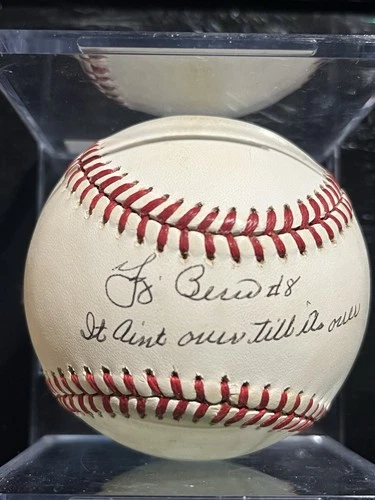 Yogi Berra #8
It Aint over till its over